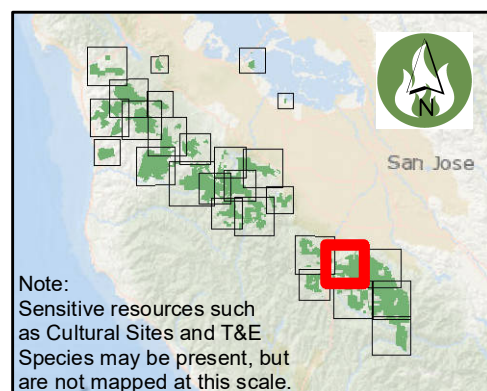 N
San Jose
Note:
Sensitive resources such
as Cultural Sites and T&E
Species may be present, but
are not mapped at this scale.